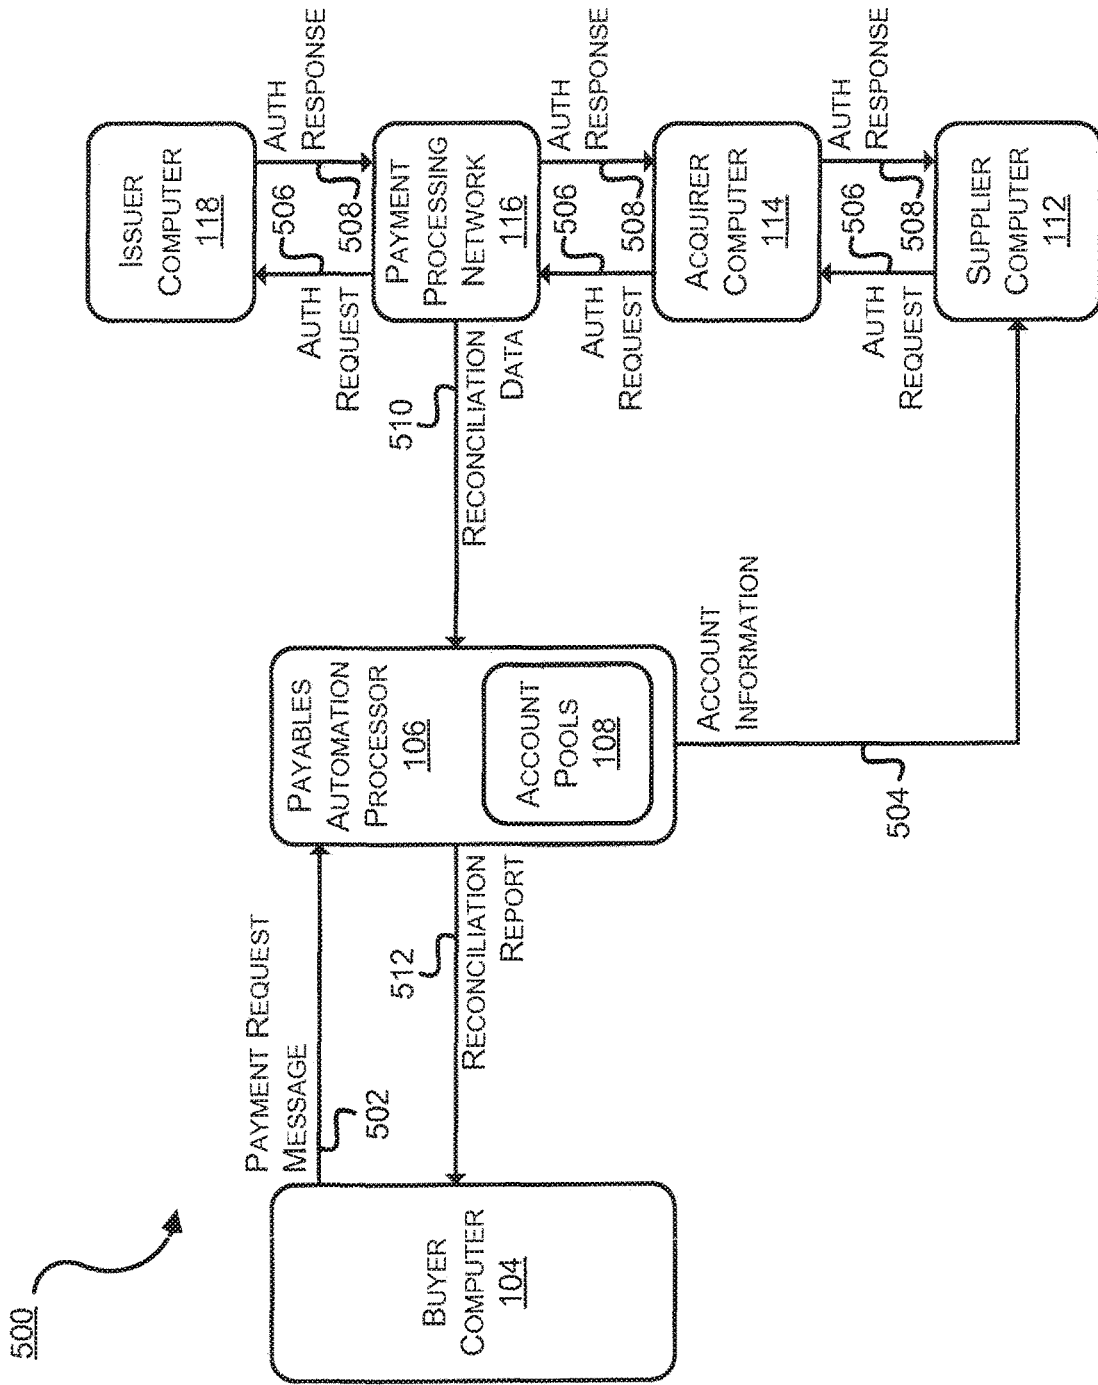 500
BUYER
COMPUTER
104
PAYMENT REQUEST
MESSAGE
502
512
RECONCILIATION
REPORT
PAYABLES
AUTOMATION
PROCESSOR
106
ACCOUNT
POOLS
108
ACCOUNT
INFORMATION
504
510
RECONCILIATION
DATA
ISSUER
COMPUTER
118
AUTH
REQUEST
506
AUTH
RESPONSE
508
PAYMENT
PROCESSING
NETWORK
116
AUTH
REQUEST
506
AUTH
RESPONSE
508
ACQUIRER
COMPUTER
114
AUTH
REQUEST
506
AUTH
RESPONSE
508
SUPPLIER
COMPUTER
112